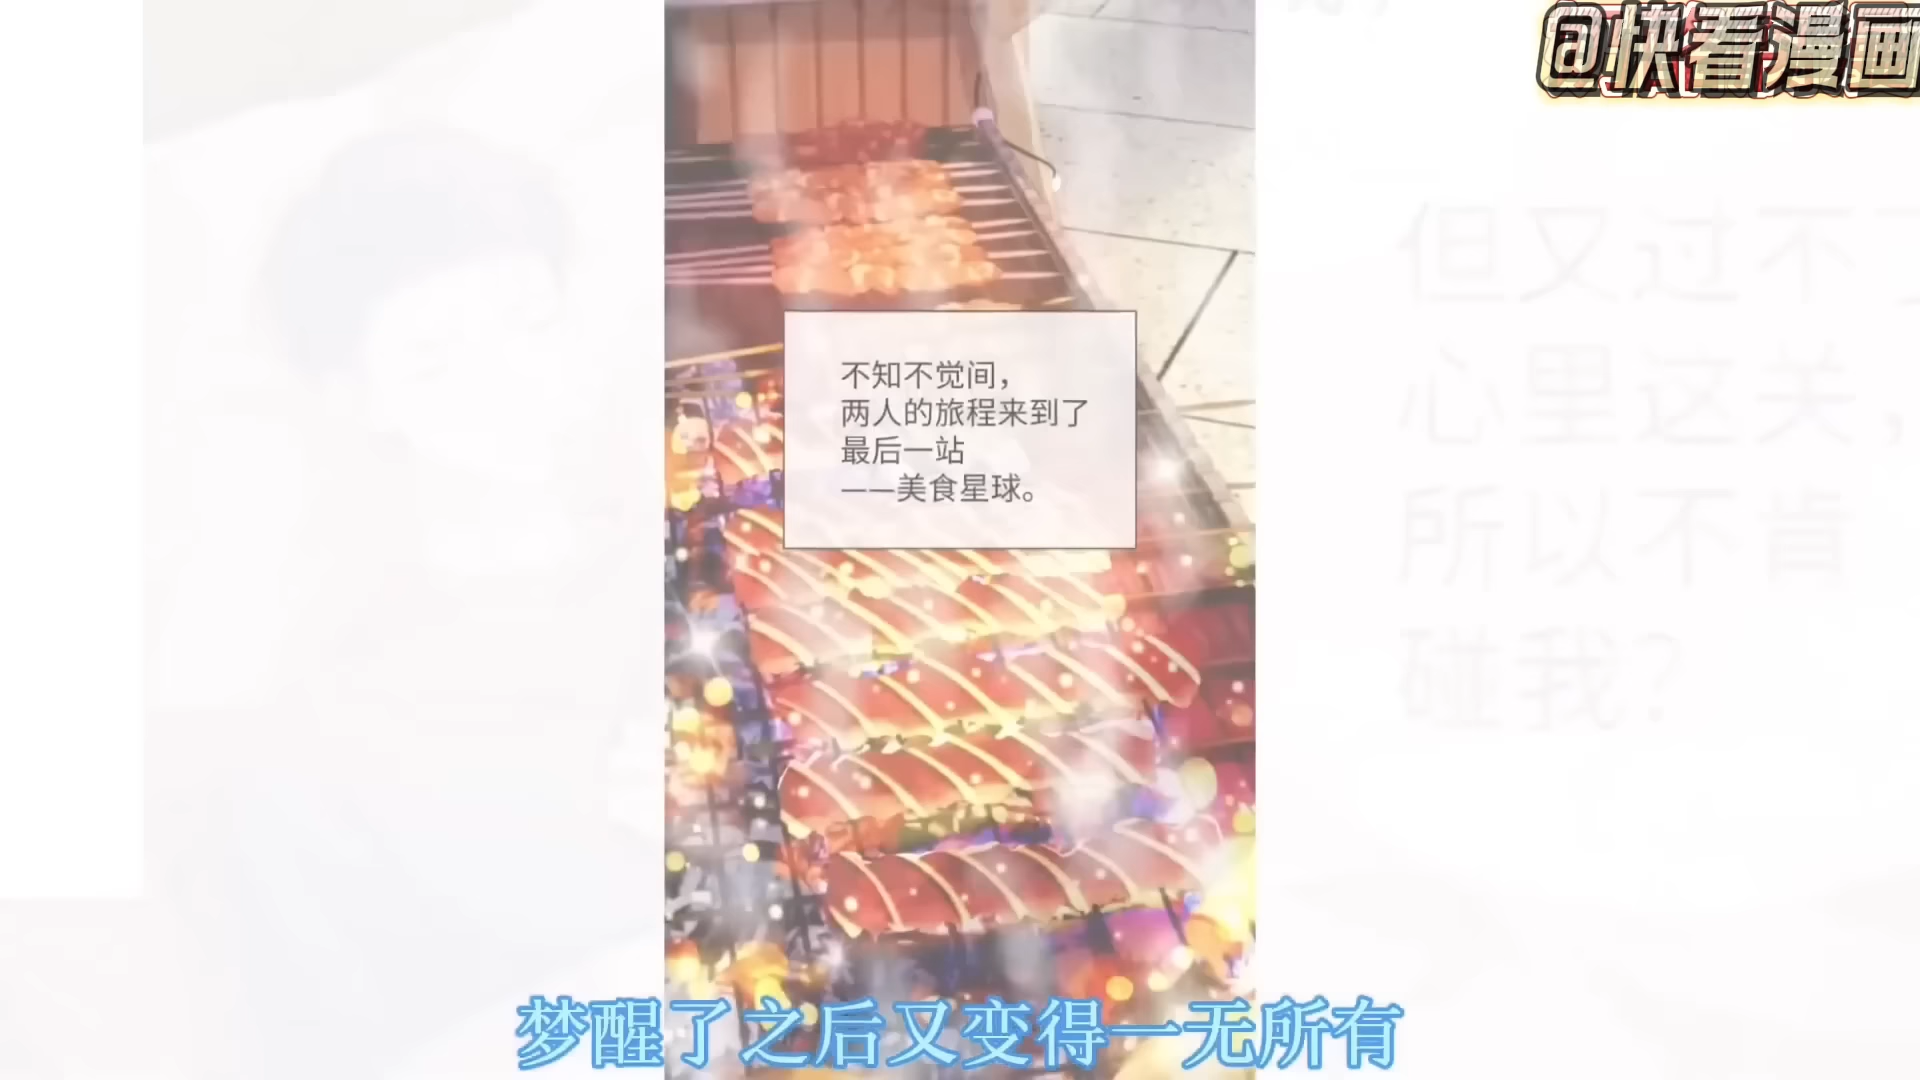 @快看漫画
但又过不了
心里这关，
所以不肯
碰我？
不知不觉间，
两人的旅程来到了
最后一站
——美食星球。
梦醒了之后又变得一无所有